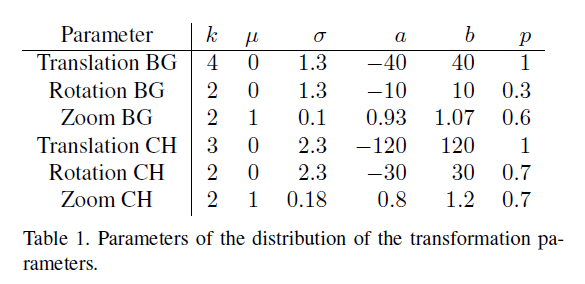 Parameter k μ σ a b p
Translation BG 4 0 1.3 −40 40 1
Rotation BG 2 0 1.3 −10 10 0.3
Zoom BG 2 1 0.1 0.93 1.07 0.6
Translation CH 3 0 2.3 −120 120 1
Rotation CH 2 0 2.3 −30 30 0.7
Zoom CH 2 1 0.18 0.8 1.2 0.7
Table 1. Parameters of the distribution of the transformation pa-
rameters.